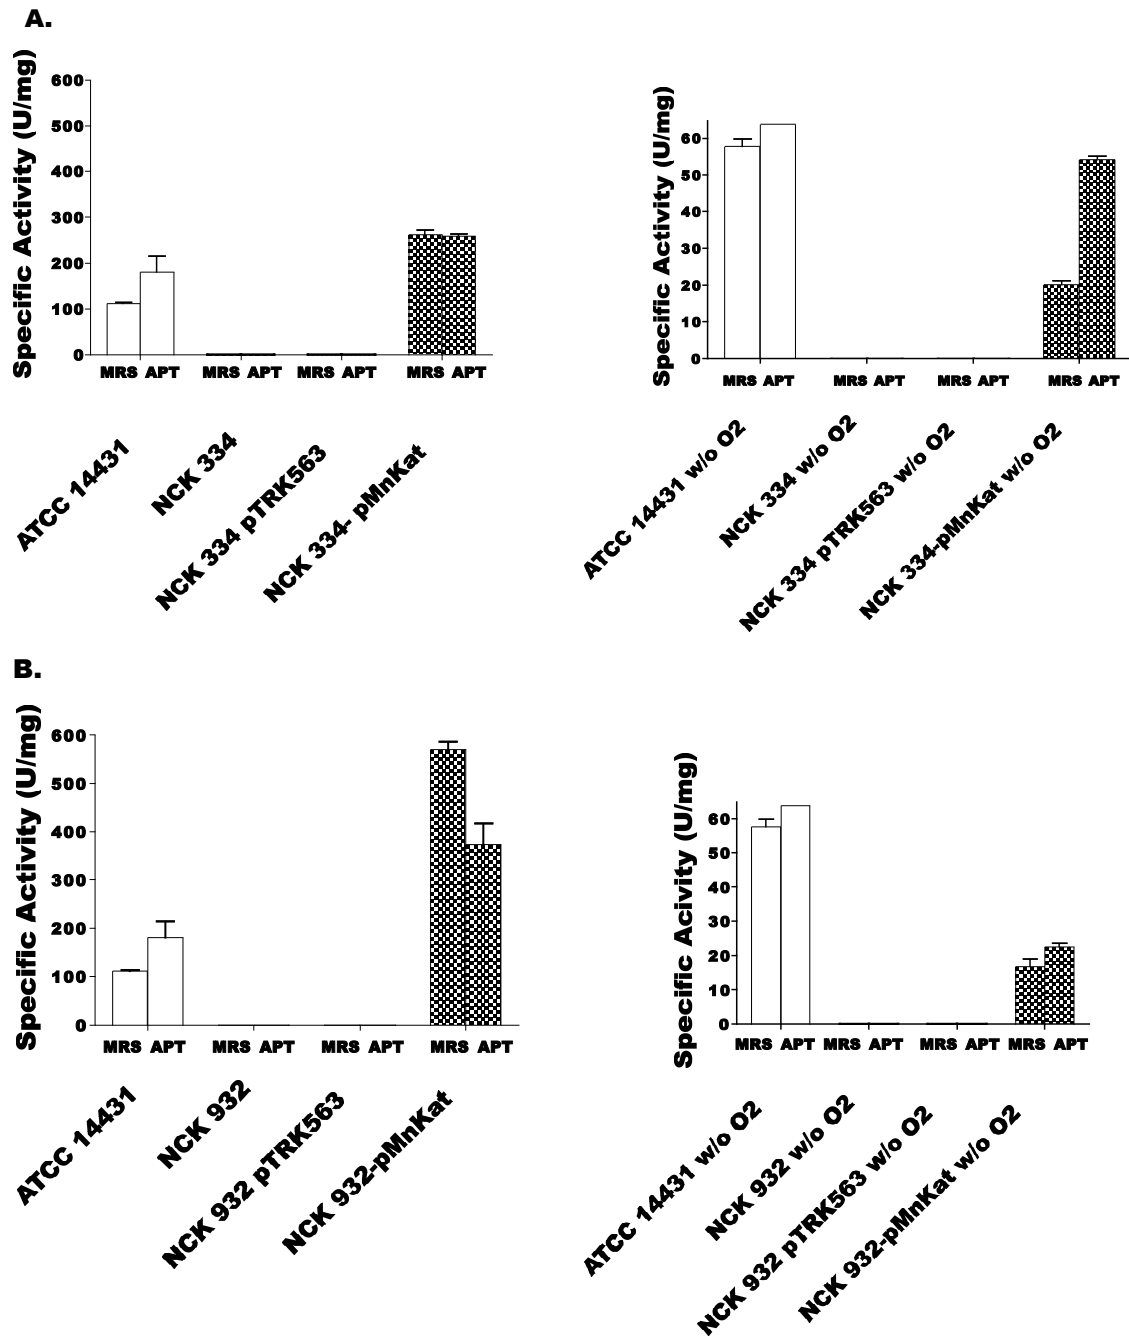 A.
Specific Activity (U/mg)
600
500
400
300
200
100
0
MRS APT MRS APT MRS APT MRS APT
ATCC 14431
NCK 334
NCK 334 pTRK563
NCK 334- pMnKat
Specific Activity (U/mg)
60
50
40
30
20
10
0
MRS APT MRS APT MRS APT MRS APT
ATCC 14431 w/o O2
NCK 334 w/o O2
NCK 334 pTRK563 w/o O2
NCK 334-pMnKat w/o O2
B.
Specific Activity (U/mg)
600
500
400
300
200
100
0
MRS APT MRS APT MRS APT MRS APT
ATCC 14431
NCK 932
NCK 932 pTRK563
NCK 932-pMnKat
Specific Acivity (U/mg)
60
50
40
30
20
10
0
MRS APT MRS APT MRS APT MRS APT
ATCC 14431 w/o O2
NCK 932 w/o O2
NCK 932 pTRK563 w/o O2
NCK 932-pMnKat w/o O2